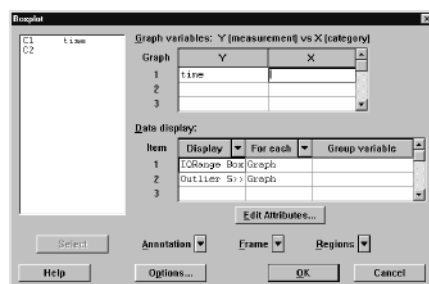 Boxplot
C1 time
C2
Graph variables: Y (measurement) vs X (category)
Graph Y X
1 time
2
3
Data display:
Item Display For each Group variable
1 IQRange Box Graph
2 Outlier S>> Graph
3
Edit Attributes...
Select Annotation Frame Regions
Help Options... OK Cancel